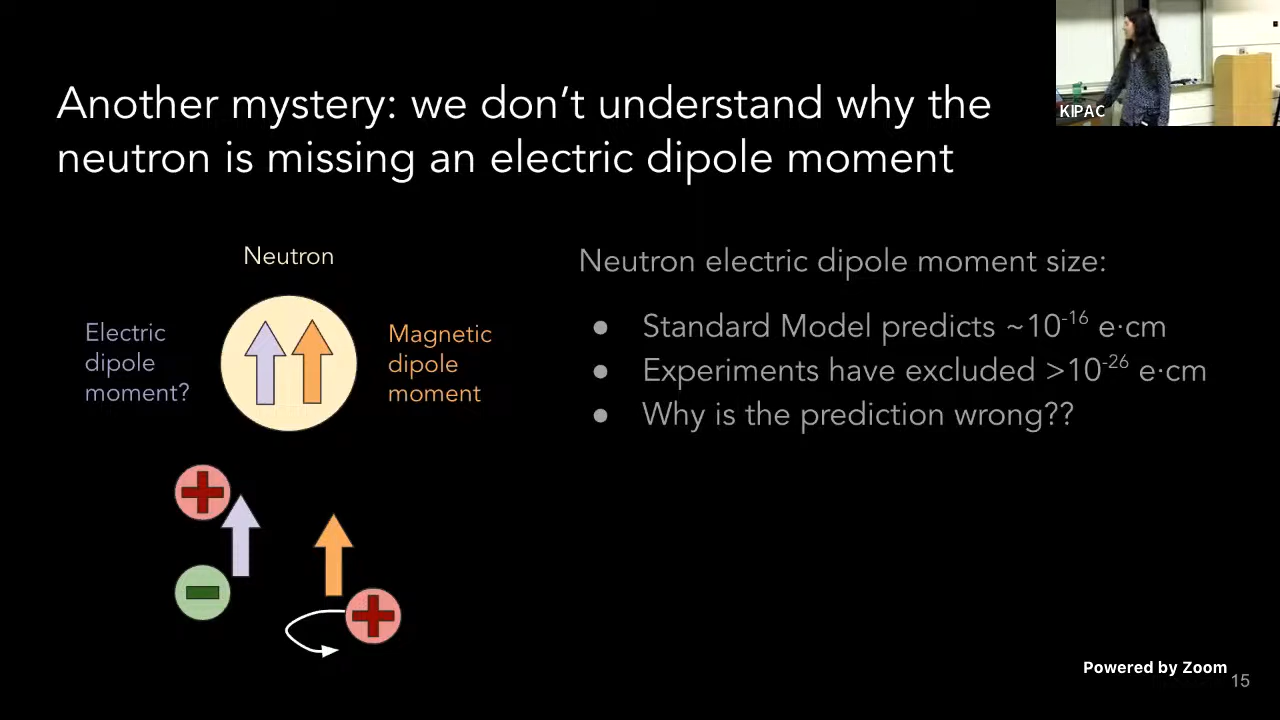 KIPAC
Another mystery: we don't understand why the
neutron is missing an electric dipole moment
Neutron
Electric
dipole
moment?
Magnetic
dipole
moment
Neutron electric dipole moment size:
● Standard Model predicts ~10⁻¹⁶ e·cm
● Experiments have excluded >10⁻²⁶ e·cm
● Why is the prediction wrong??
Powered by Zoom
15